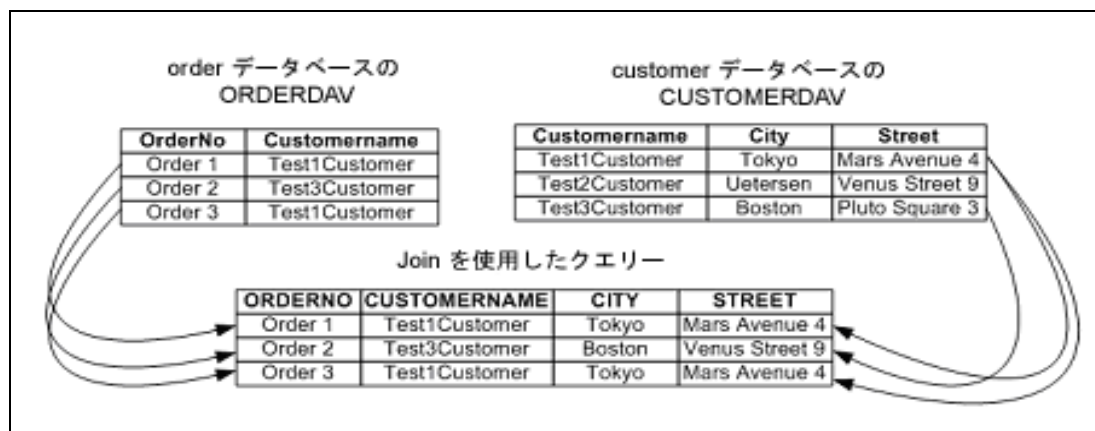 order データベースの
ORDERDAV
OrderNo Customername
Order 1 Test1Customer
Order 2 Test3Customer
Order 3 Test1Customer
customer データベースの
CUSTOMERDAV
Customername City Street
Test1Customer Tokyo Mars Avenue 4
Test2Customer Uetersen Venus Street 9
Test3Customer Boston Pluto Square 3
Join を使用したクエリー
ORDERNO CUSTOMERNAME CITY STREET
Order 1 Test1Customer Tokyo Mars Avenue 4
Order 2 Test3Customer Boston Venus Street 9
Order 3 Test1Customer Tokyo Mars Avenue 4